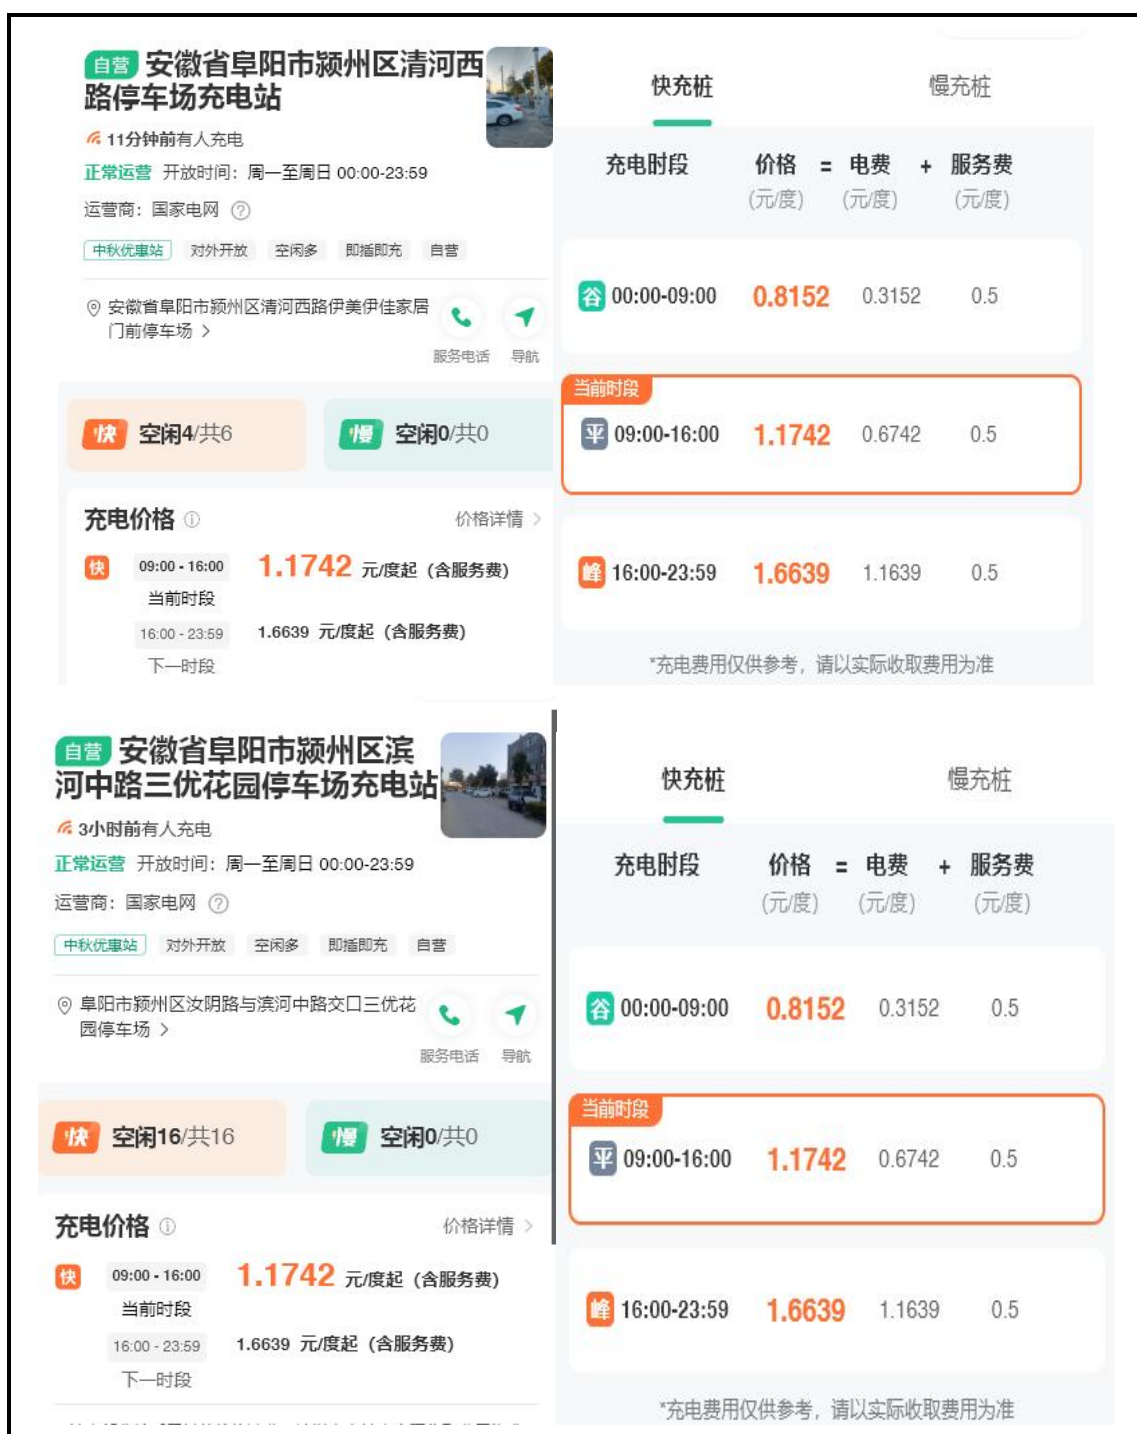 自营 安徽省阜阳市颍州区清河西
路停车场充电站
11分钟前有人充电
正常运营 开放时间：周一至周日 00:00-23:59
运营商：国家电网
中秋优惠站 对外开放 空闲多 即插即充 自营
安徽省阜阳市颍州区清河西路伊美伊佳家居
门前停车场 >
服务电话 导航
快 空闲4/共6 慢 空闲0/共0
充电价格 价格详情 >
快 09:00 - 16:00 1.1742 元/度起（含服务费）
当前时段
16:00 - 23:59 1.6639 元/度起（含服务费）
下一时段
快充桩 慢充桩
充电时段 价格 = 电费 + 服务费
(元/度) (元/度) (元/度)
谷 00:00-09:00 0.8152 0.3152 0.5
当前时段
平 09:00-16:00 1.1742 0.6742 0.5
峰 16:00-23:59 1.6639 1.1639 0.5
*充电费用仅供参考，请以实际收取费用为准
自营 安徽省阜阳市颍州区滨
河中路三优花园停车场充电站
3小时前有人充电
正常运营 开放时间：周一至周日 00:00-23:59
运营商：国家电网
中秋优惠站 对外开放 空闲多 即插即充 自营
阜阳市颍州区汝阴路与滨河中路交口三优花
园停车场 >
服务电话 导航
快 空闲16/共16 慢 空闲0/共0
充电价格 价格详情 >
快 09:00 - 16:00 1.1742 元/度起（含服务费）
当前时段
16:00 - 23:59 1.6639 元/度起（含服务费）
下一时段
快充桩 慢充桩
充电时段 价格 = 电费 + 服务费
(元/度) (元/度) (元/度)
谷 00:00-09:00 0.8152 0.3152 0.5
当前时段
平 09:00-16:00 1.1742 0.6742 0.5
峰 16:00-23:59 1.6639 1.1639 0.5
*充电费用仅供参考，请以实际收取费用为准